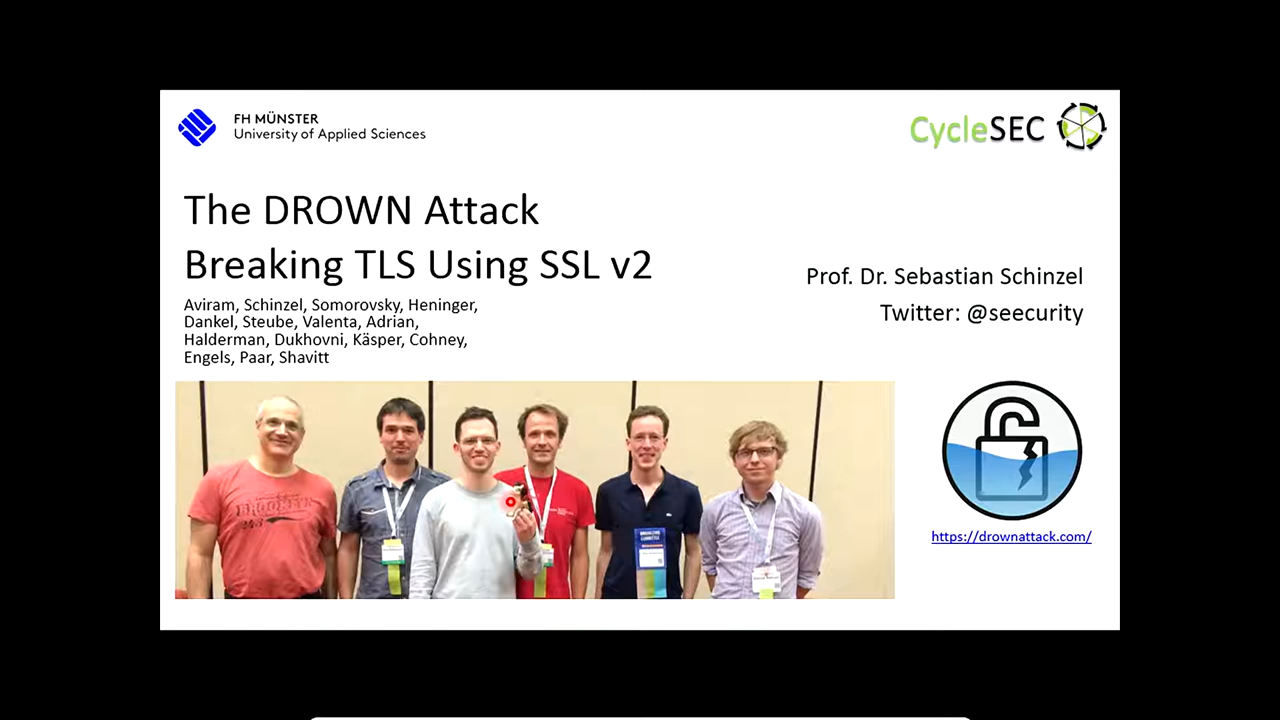 FH MÜNSTER
University of Applied Sciences
CycleSEC
The DROWN Attack
Breaking TLS Using SSL v2
Aviram, Schinzel, Somorovsky, Heninger,
Dankel, Steube, Valenta, Adrian,
Halderman, Dukhovni, Käsper, Cohney,
Engels, Paar, Shavitt
Prof. Dr. Sebastian Schinzel
Twitter: @seecurity
https://drownattack.com/